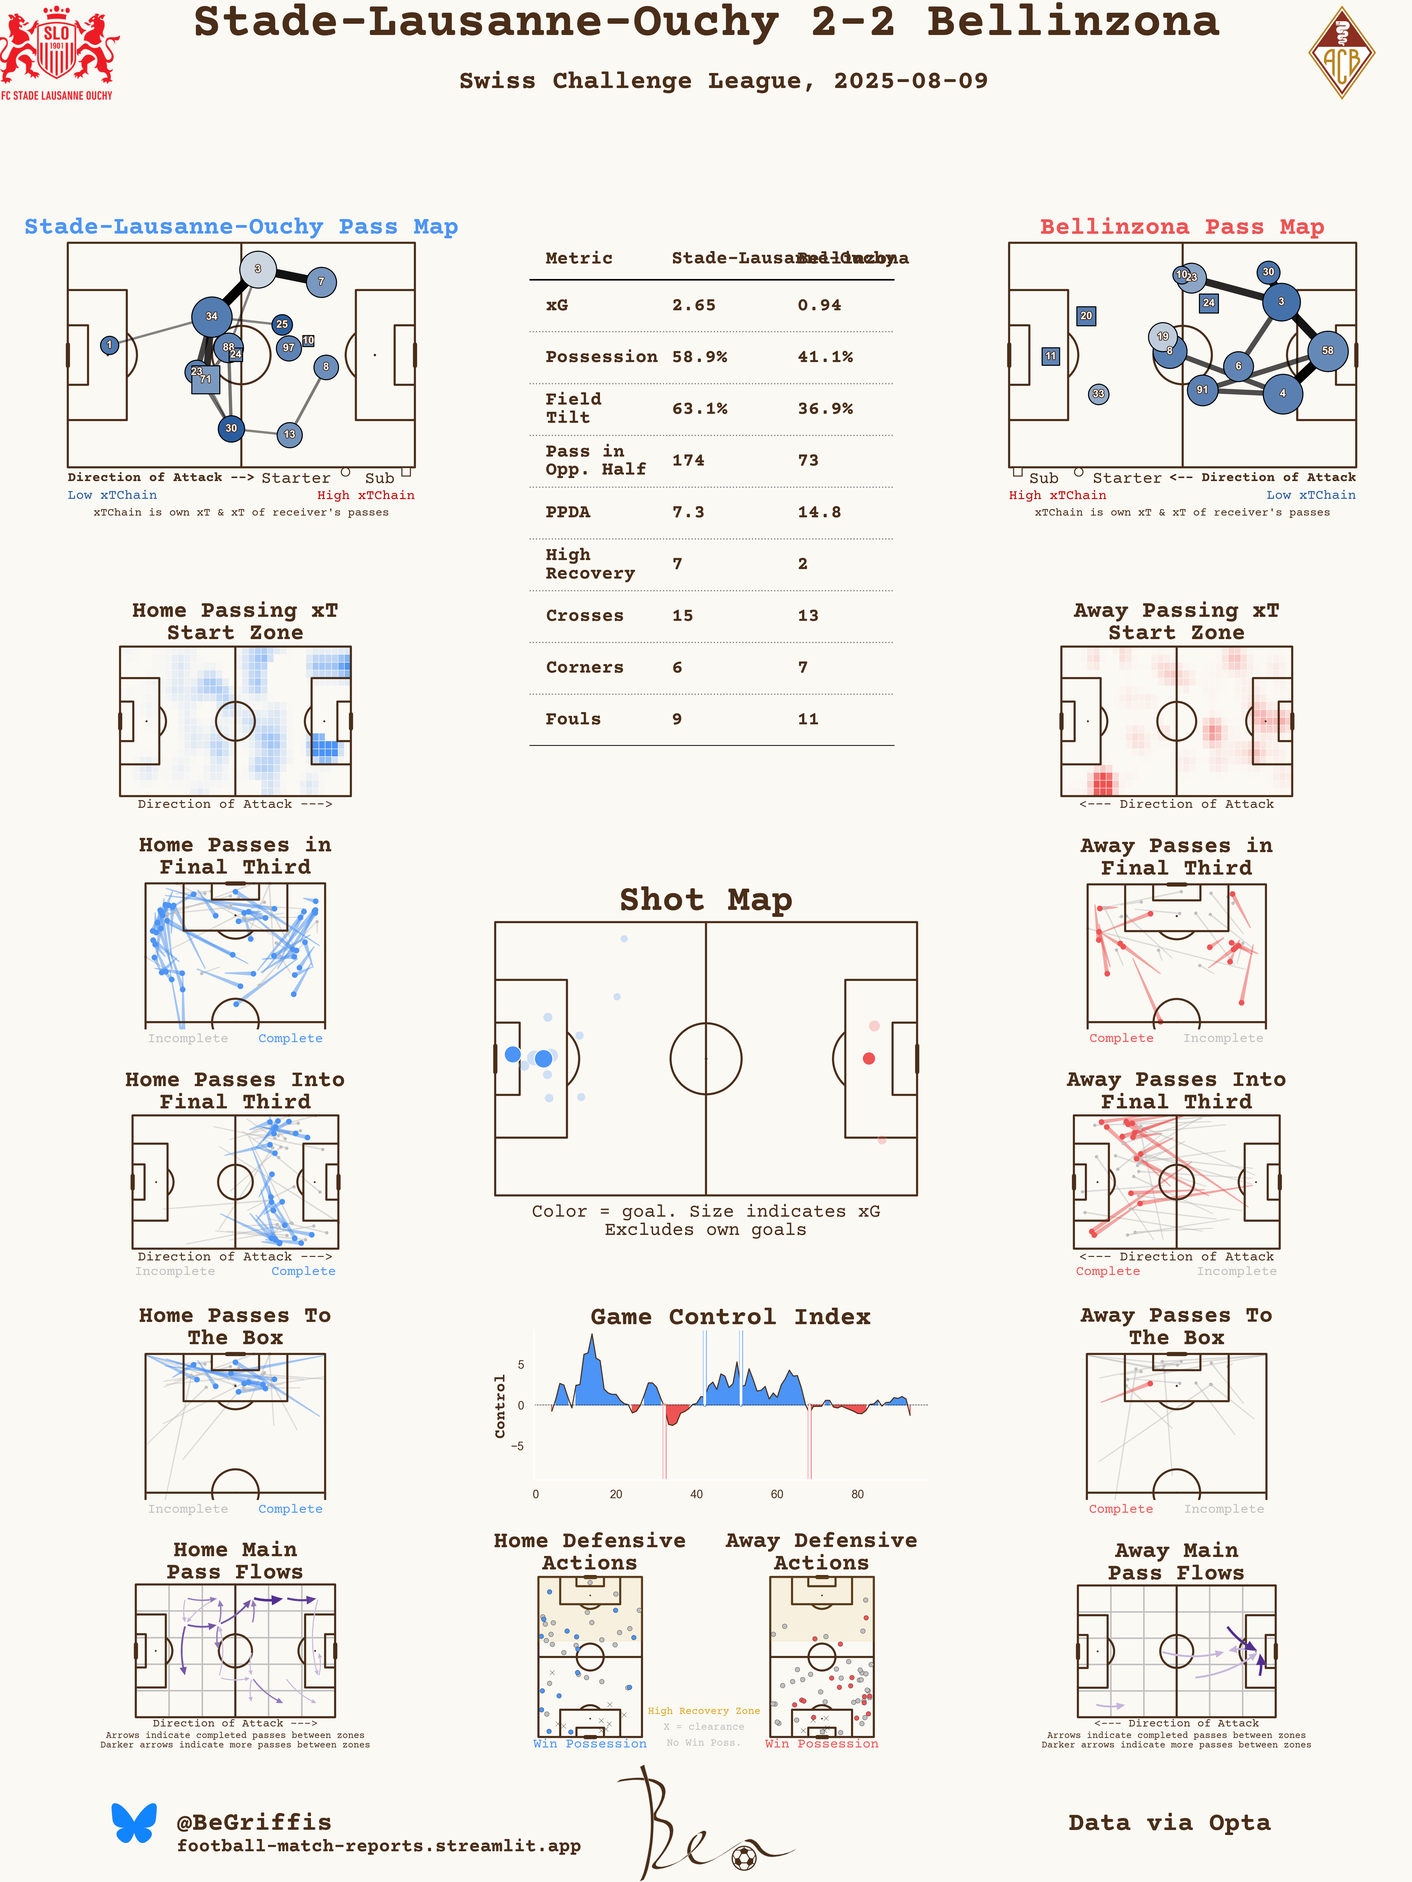 Stade-Lausanne-Ouchy 2-2 Bellinzona
Swiss Challenge League, 2025-08-09
SLO
1901
FC STADE LAUSANNE OUCHY
ACB
Stade-Lausanne-Ouchy Pass Map
3
7
34
25
1
88
24
97
10
23
71
8
30
13
Direction of Attack --> Starter Sub
Low xTChain High xTChain
xTChain is own xT & xT of receiver's passes
Metric Stade-Lausanne-Ouchy Bellinzona
xG 2.65 0.94
Possession 58.9% 41.1%
Field
Tilt 63.1% 36.9%
Pass in
Opp. Half 174 73
PPDA 7.3 14.8
High
Recovery 7 2
Crosses 15 13
Corners 6 7
Fouls 9 11
Bellinzona Pass Map
10
23
30
24
3
20
19
8
11
58
6
33
91
4
Sub Starter <-- Direction of Attack
High xTChain Low xTChain
xTChain is own xT & xT of receiver's passes
Home Passing xT
Start Zone
Direction of Attack --->
Away Passing xT
Start Zone
<--- Direction of Attack
Home Passes in
Final Third
Incomplete Complete
Away Passes in
Final Third
Complete Incomplete
Shot Map
Color = goal. Size indicates xG
Excludes own goals
Home Passes Into
Final Third
Direction of Attack --->
Incomplete Complete
Away Passes Into
Final Third
<--- Direction of Attack
Complete Incomplete
Home Passes To
The Box
Incomplete Complete
Game Control Index
Control
5
0
−5
0 20 40 60 80
Away Passes To
The Box
Complete Incomplete
Home Main
Pass Flows
Direction of Attack --->
Arrows indicate completed passes between zones
Darker arrows indicate more passes between zones
Home Defensive
Actions
Win Possession
High Recovery Zone
X = clearance
No Win Poss.
Away Defensive
Actions
Win Possession
Away Main
Pass Flows
<--- Direction of Attack
Arrows indicate completed passes between zones
Darker arrows indicate more passes between zones
@BeGriffis
football-match-reports.streamlit.app
Ben
Data via Opta